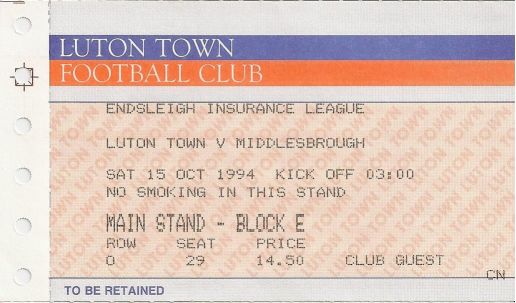 LUTON TOWN
FOOTBALL CLUB
ENDSLEIGH INSURANCE LEAGUE
LUTON TOWN V MIDDLESBROUGH
SAT 15 OCT 1994 KICK OFF 03:00
NO SMOKING IN THIS STAND
MAIN STAND - BLOCK E
ROW SEAT PRICE
O 29 14.50 CLUB GUEST
CN
TO BE RETAINED